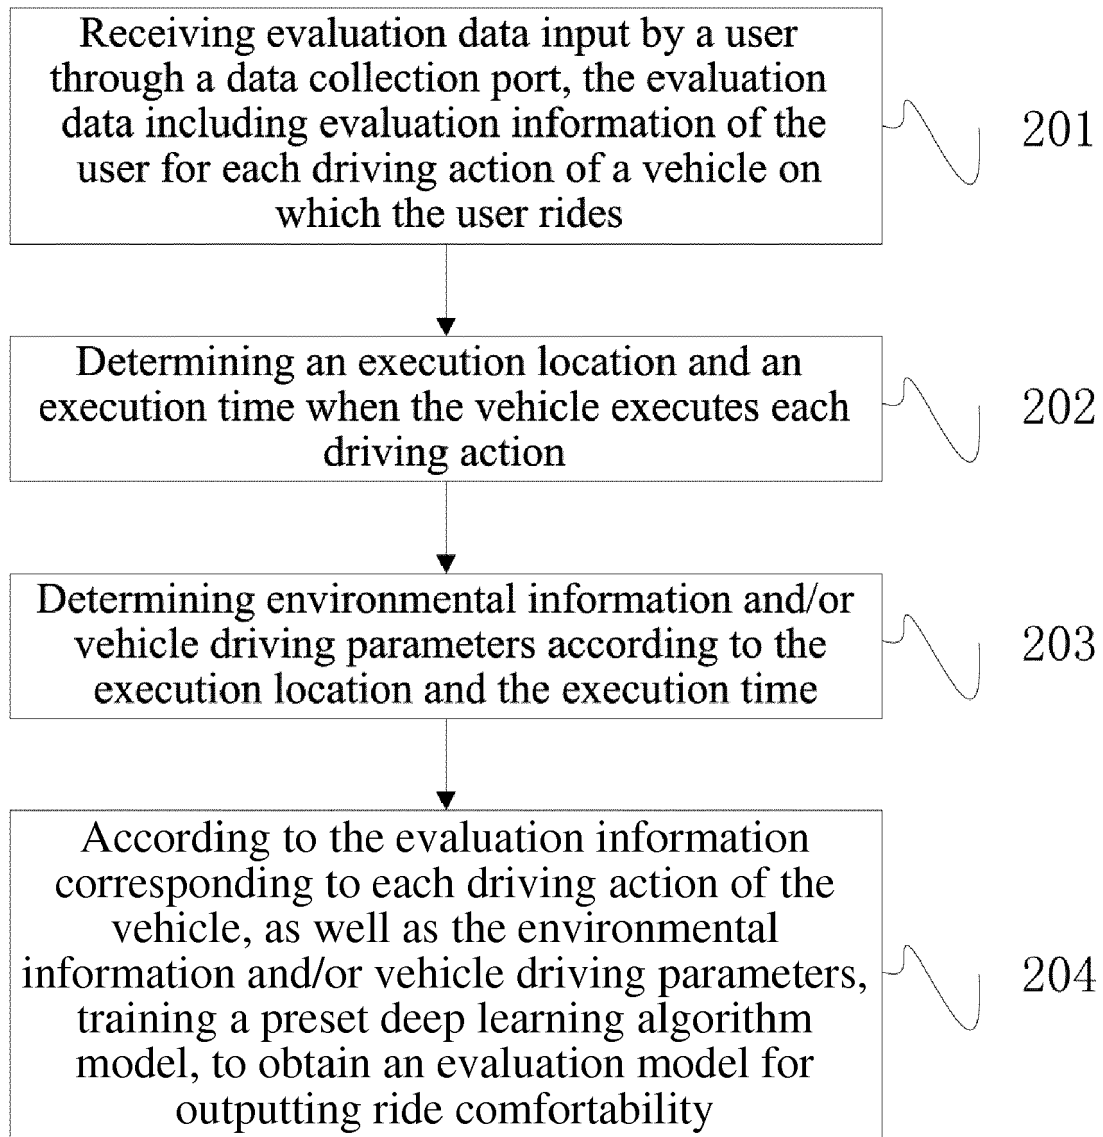 Receiving evaluation data input by a user
through a data collection port, the evaluation
data including evaluation information of the
user for each driving action of a vehicle on
which the user rides
201
Determining an execution location and an
execution time when the vehicle executes each
driving action
202
Determining environmental information and/or
vehicle driving parameters according to the
execution location and the execution time
203
According to the evaluation information
corresponding to each driving action of the
vehicle, as well as the environmental
information and/or vehicle driving parameters,
training a preset deep learning algorithm
model, to obtain an evaluation model for
outputting ride comfortability
204